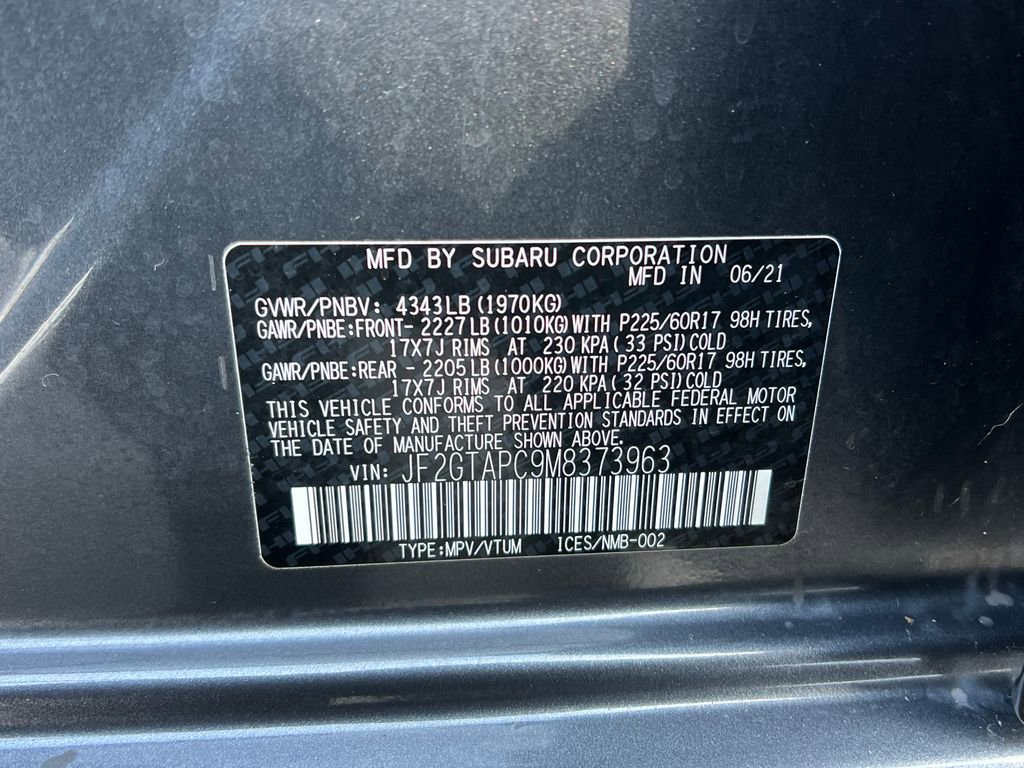 MFD BY SUBARU CORPORATION
MFD IN 06/21
GVWR/PNBV: 4343LB (1970KG)
GAWR/PNBE:FRONT- 2227LB (1010KG) WITH P225/60R17 98H TIRES,
17X7J RIMS AT 230 KPA (33 PSI) COLD
GAWR/PNBE:REAR - 2205LB (1000KG) WITH P225/60R17 98H TIRES,
17X7J RIMS AT 220 KPA (32 PSI) COLD
THIS VEHICLE CONFORMS TO ALL APPLICABLE FEDERAL MOTOR
VEHICLE SAFETY AND THEFT PREVENTION STANDARDS IN EFFECT ON
THE DATE OF MANUFACTURE SHOWN ABOVE.
VIN: JF2GTAPC9M8373963
TYPE:MPV/VTUM ICES/NMB-002